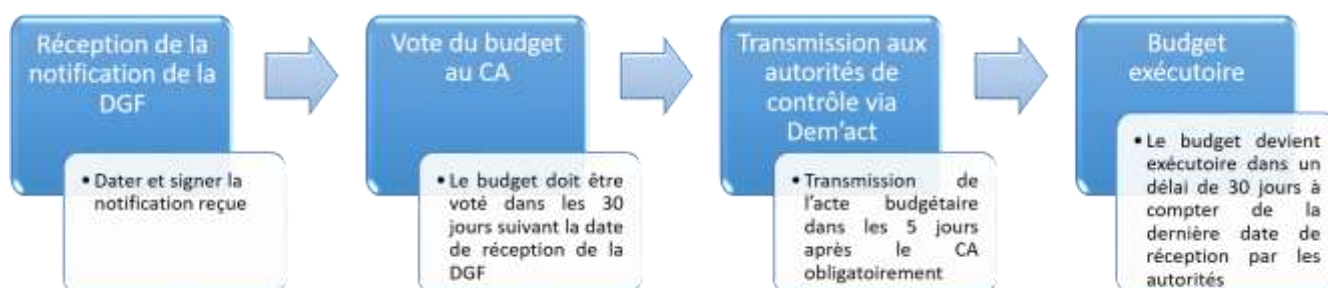 Réception de la
notification de la
DGF
• Dater et signer la
notification reçue
Vote du budget
au CA
• Le budget doit être
voté dans les 30
jours suivant la date
de réception de la
DGF
Transmission aux
autorités de
contrôle via
Dem'act
• Transmission de
l'acte budgétaire
dans les 5 jours
après le CA
obligatoirement
Budget
exécutoire
• Le budget devient
exécutoire dans un
délai de 30 jours à
compter de la
dernière date de
réception par les
autorités